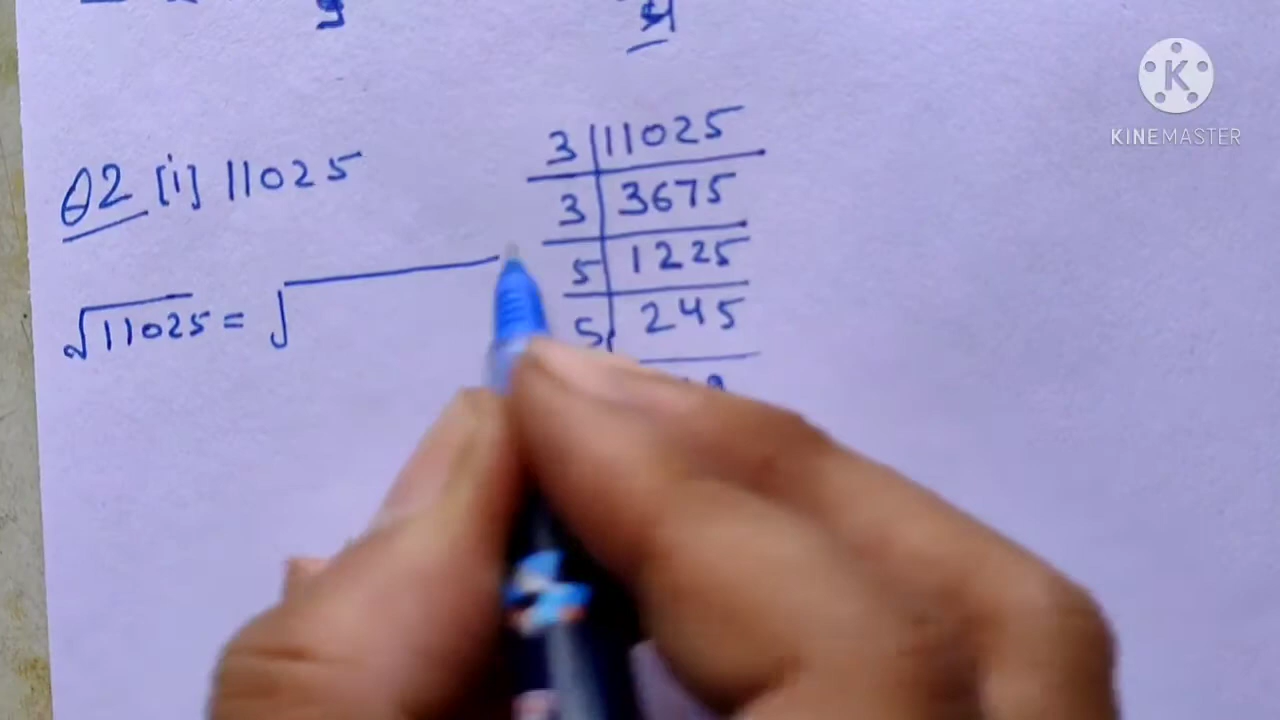 Q2 [i] 11025
√11025 = √
3 | 11025
3 | 3675
5 | 1225
5 | 245
K
KINEMASTER